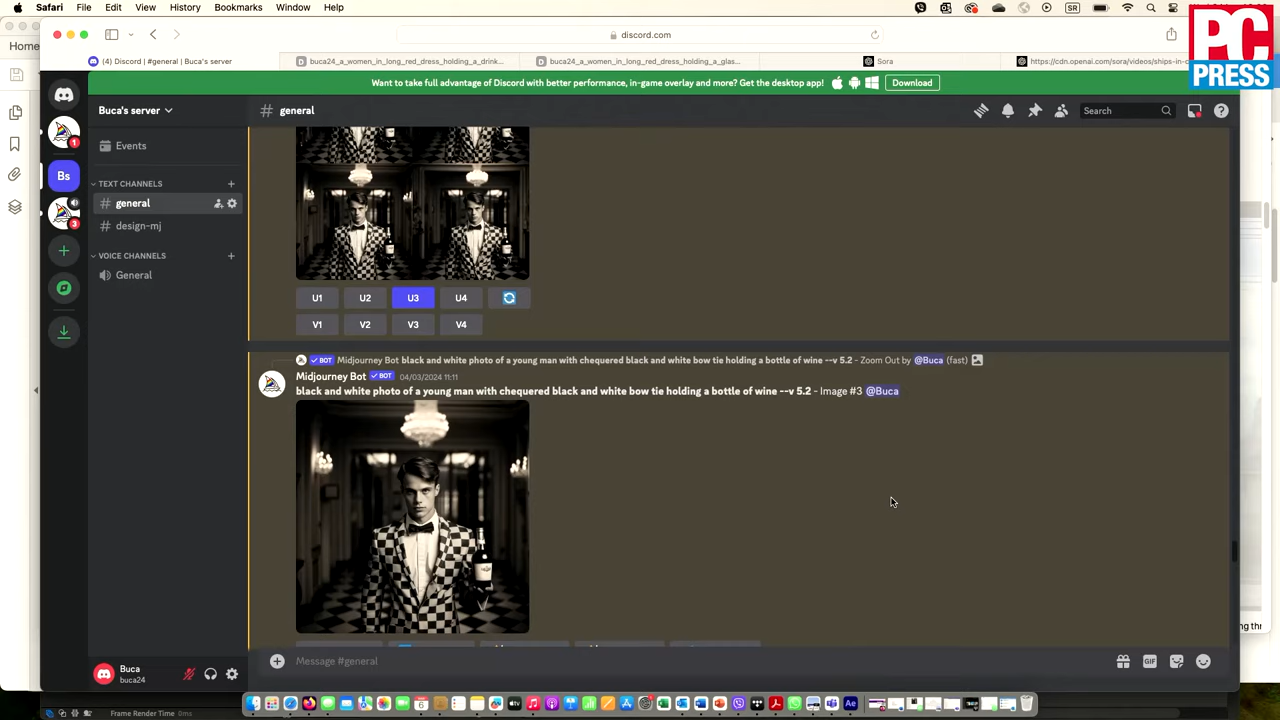 Safari File Edit View History Bookmarks Window Help SR
PC
PRESS
Home
discord.com
(4) Discord | #general | Buca's server
buca24_a_women_in_long_red_dress_holding_a_drink...
buca24_a_women_in_long_red_dress_holding_a_glas...
Sora
https://cdn.openai.com/sora/videos/ships-in-c
Want to take full advantage of Discord with better performance, in-game overlay and more? Get the desktop app! Download
Buca's server
# general
Search
Events
1
Bs
TEXT CHANNELS
# general
3
# design-mj
VOICE CHANNELS
General
U1 U2 U3 U4
V1 V2 V3 V4
BOT Midjourney Bot black and white photo of a young man with chequered black and white bow tie holding a bottle of wine --v 5.2 - Zoom Out by @Buca (fast)
Midjourney Bot BOT 04/03/2024 11:11
black and white photo of a young man with chequered black and white bow tie holding a bottle of wine --v 5.2 - Image #3 @Buca
Buca
buca24
Message #general
GIF
Frame Render Time 0ms